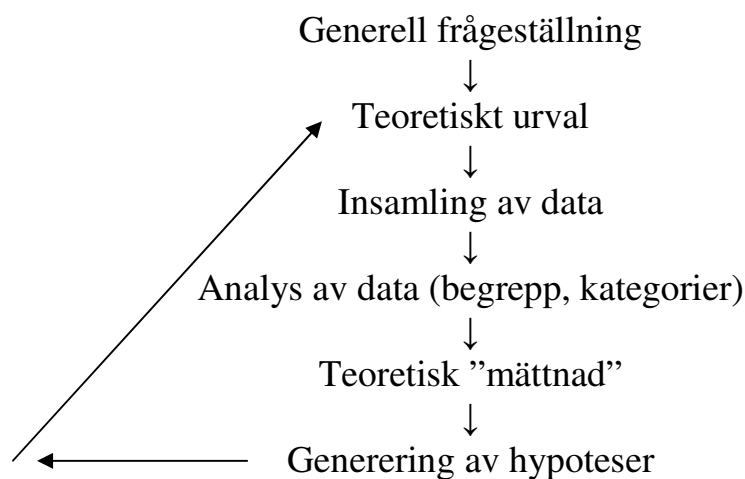 Generell frågeställning
↓
Teoretiskt urval
↓
Insamling av data
↓
Analys av data (begrepp, kategorier)
↓
Teoretisk ”mättnad”
↓
Generering av hypoteser